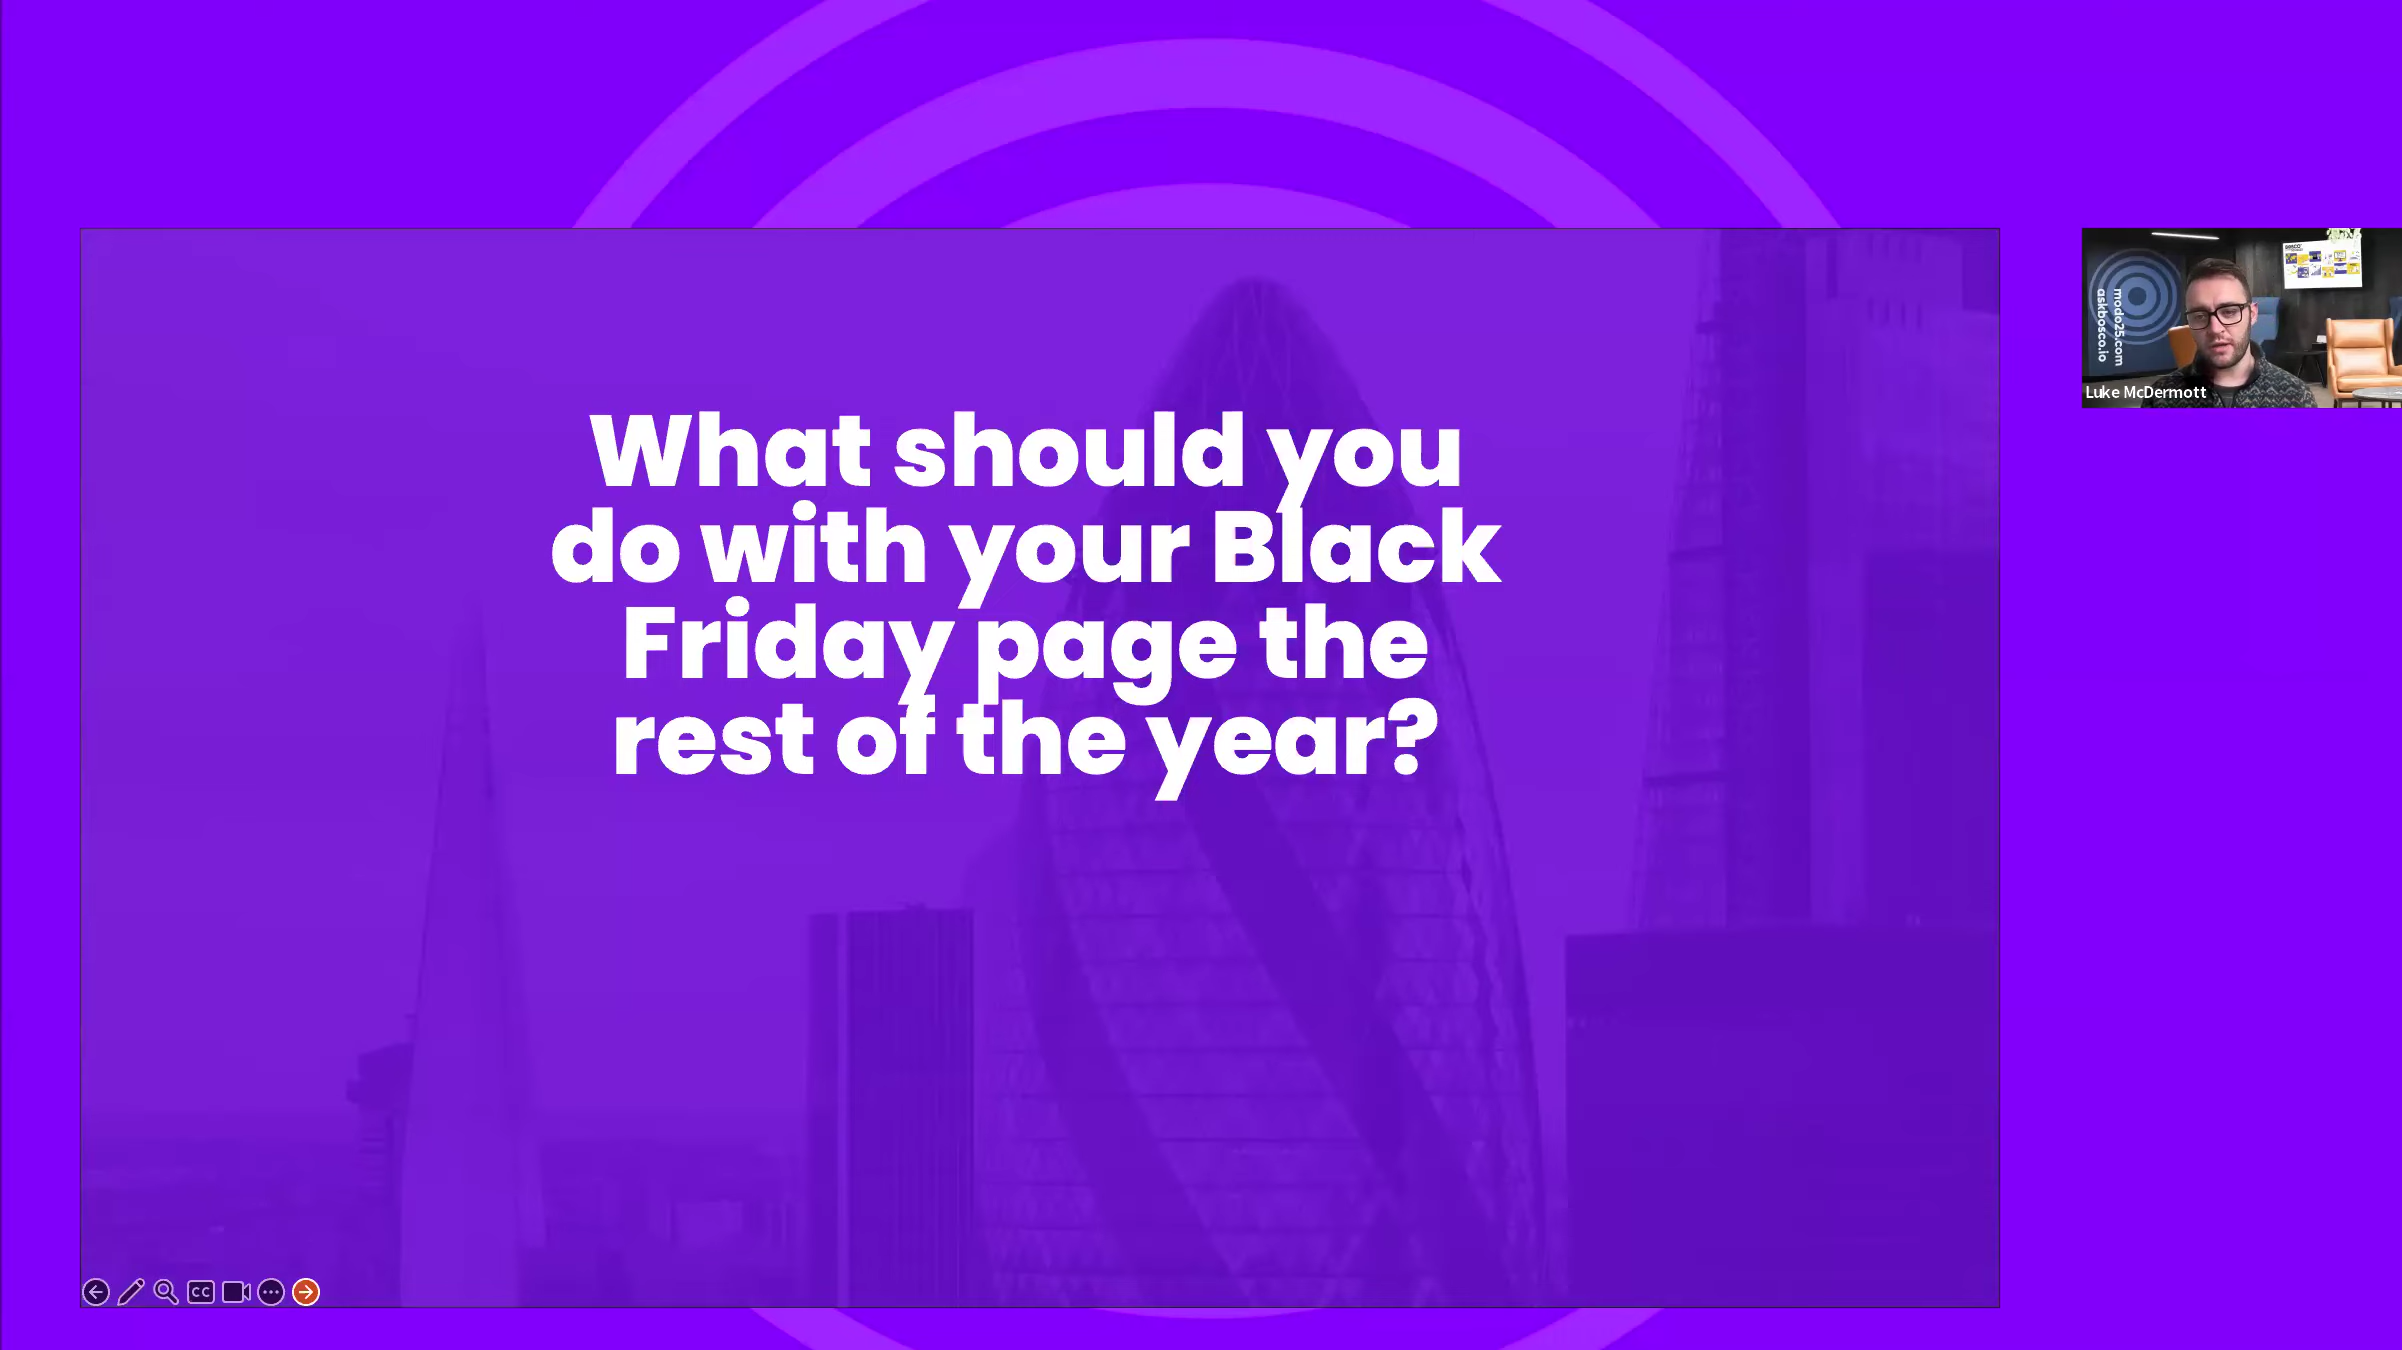 What should you
do with your Black
Friday page the
rest of the year?
modo25.com
askbosco.io
Luke McDermott
CC